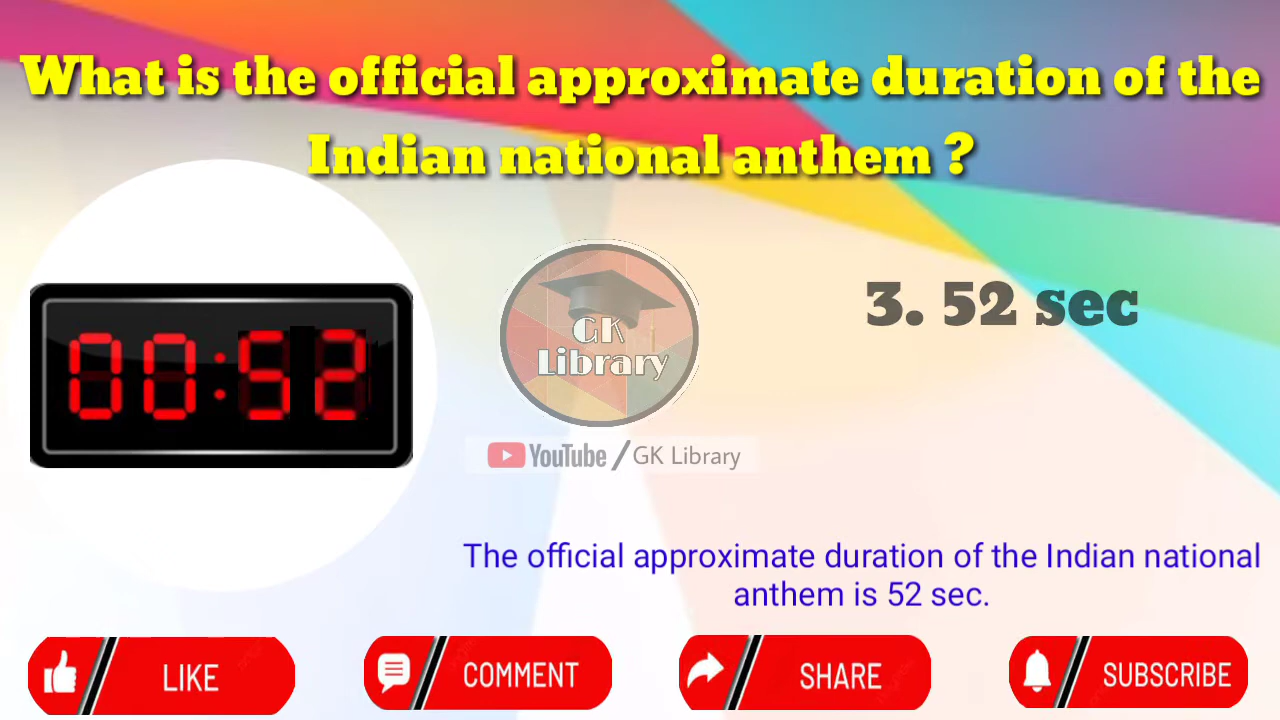 What is the official approximate duration of the
Indian national anthem ?
00:52
GK
Library
YouTube / GK Library
3. 52 sec
The official approximate duration of the Indian national
anthem is 52 sec.
LIKE
COMMENT
SHARE
SUBSCRIBE